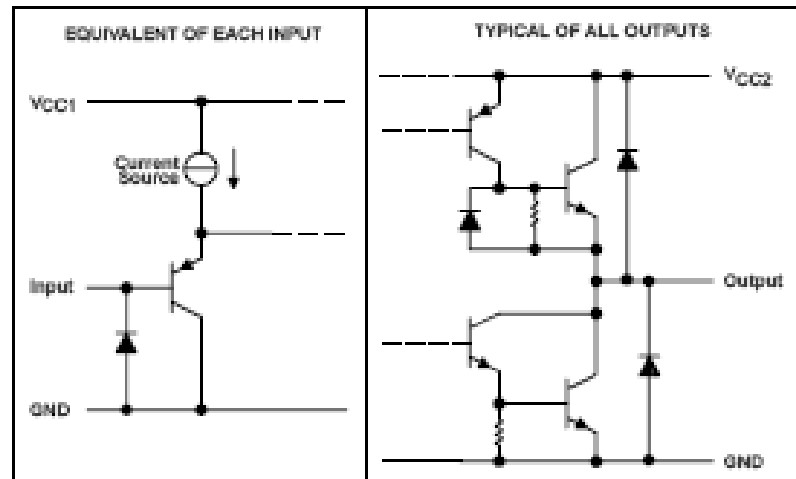 EQUIVALENT OF EACH INPUT
VCC1
Current
Source
Input
GND
TYPICAL OF ALL OUTPUTS
VCC2
Output
GND